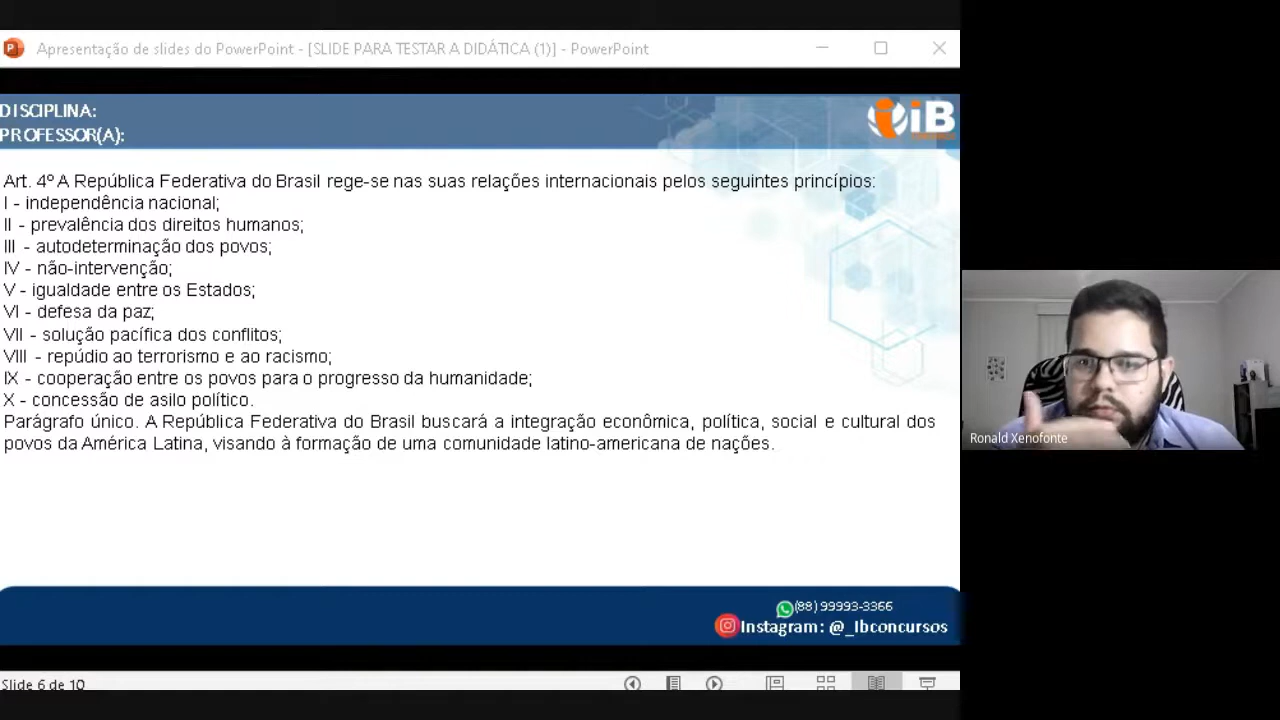 Apresentação de slides do PowerPoint - [SLIDE PARA TESTAR A DIDÁTICA (1)] - PowerPoint
DISCIPLINA:
PROFESSOR(A):
iB
Art. 4º A República Federativa do Brasil rege-se nas suas relações internacionais pelos seguintes princípios:
I - independência nacional;
II - prevalência dos direitos humanos;
III - autodeterminação dos povos;
IV - não-intervenção;
V - igualdade entre os Estados;
VI - defesa da paz;
VII - solução pacífica dos conflitos;
VIII - repúdio ao terrorismo e ao racismo;
IX - cooperação entre os povos para o progresso da humanidade;
X - concessão de asilo político.
Parágrafo único. A República Federativa do Brasil buscará a integração econômica, política, social e cultural dos
povos da América Latina, visando à formação de uma comunidade latino-americana de nações.
Ronald Xenofonte
(88) 99993-3366
Instagram: @_Ibconcursos
Slide 6 de 10